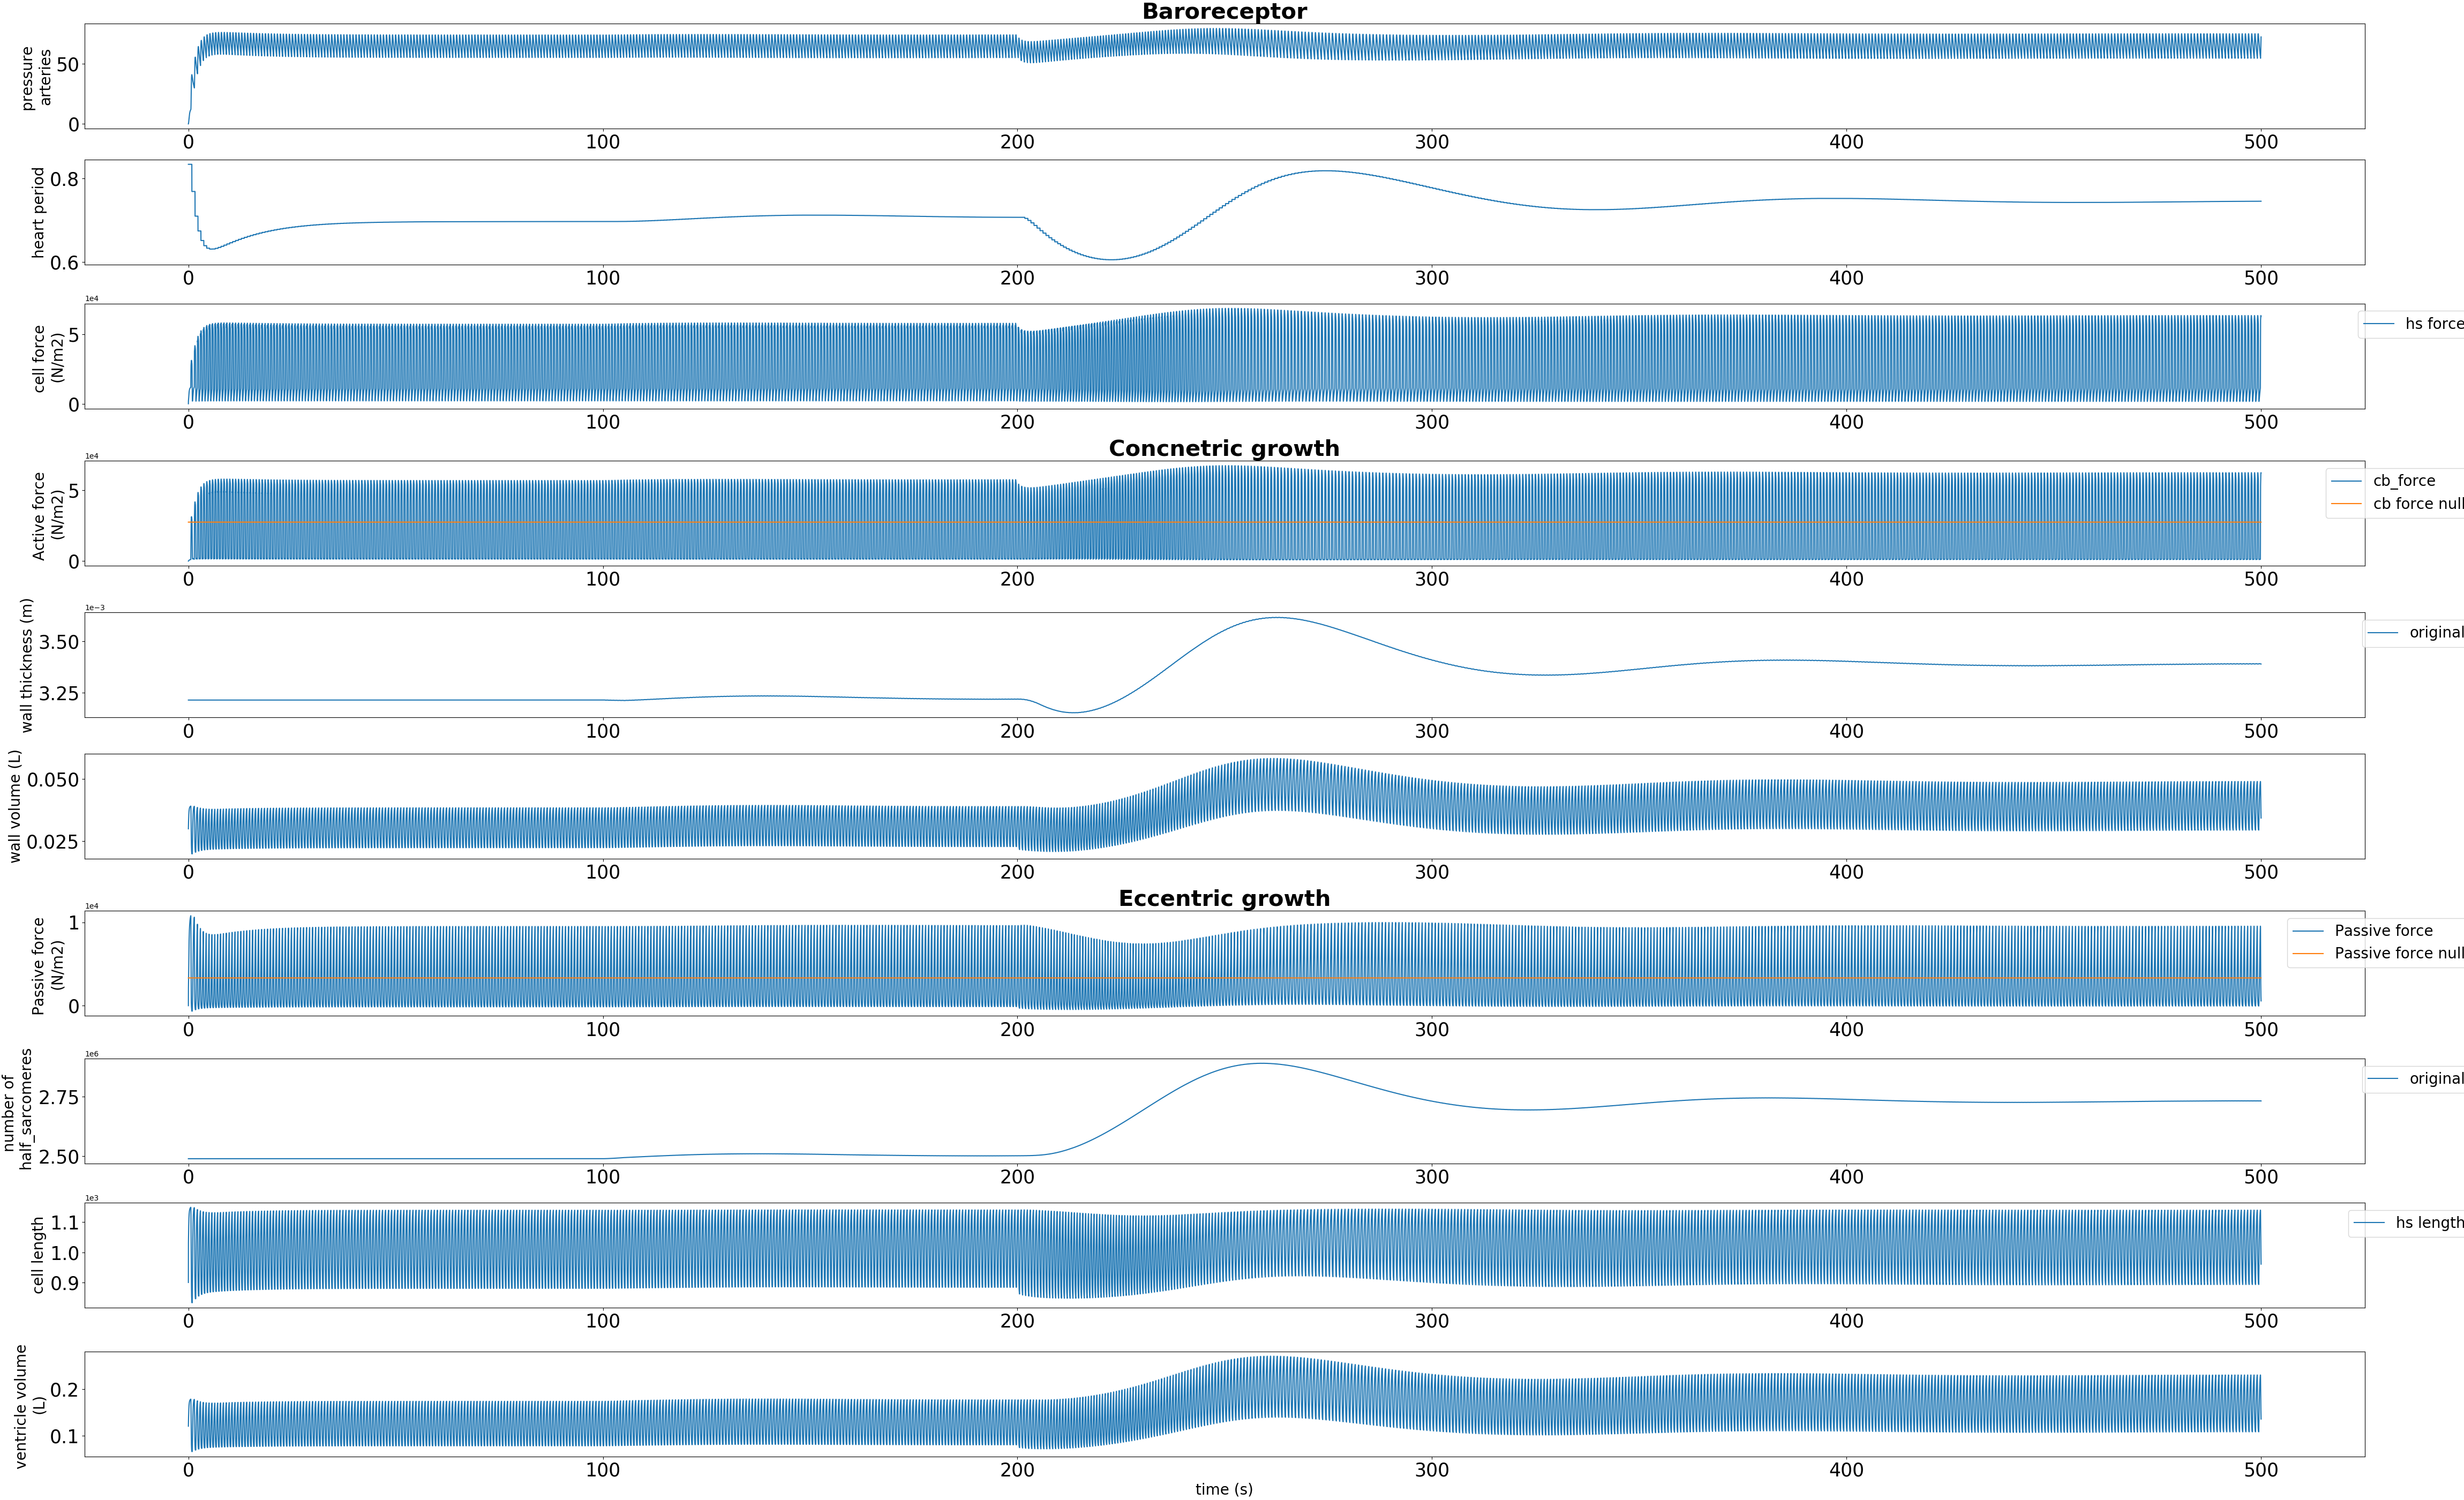 Baroreceptor
pressure
arteries
50
0
0 100 200 300 400 500
heart period
0.8
0.6
0 100 200 300 400 500
1e4
cell force
(N/m2)
5
0
hs force
0 100 200 300 400 500
Concnetric growth
1e4
Active force
(N/m2)
5
0
cb_force
cb force null
0 100 200 300 400 500
1e−3
wall thickness (m)
3.50
3.25
original
0 100 200 300 400 500
wall volume (L)
0.050
0.025
0 100 200 300 400 500
Eccentric growth
1e4
Passive force
(N/m2)
1
0
Passive force
Passive force null
0 100 200 300 400 500
1e6
number of
half_sarcomeres
2.75
2.50
original
0 100 200 300 400 500
1e3
cell length
1.1
1.0
0.9
hs length
0 100 200 300 400 500
ventricle volume
(L)
0.2
0.1
0 100 200 300 400 500
time (s)